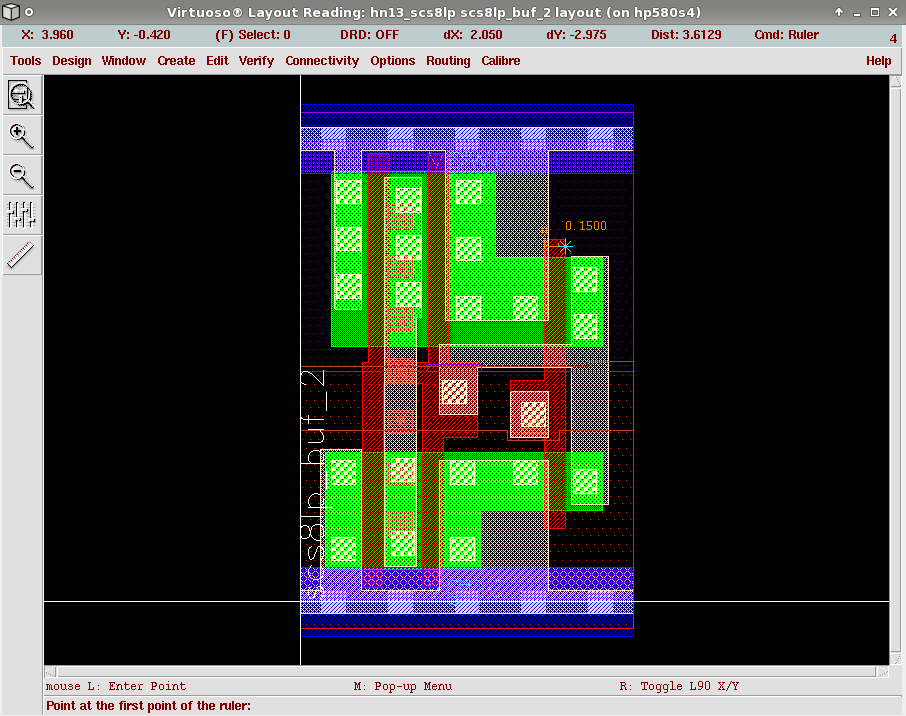 Virtuoso® Layout Reading: hn13_scs8lp scs8lp_buf_2 layout (on hp580s4)
X: 3.960 Y: -0.420 (F) Select: 0 DRD: OFF dX: 2.050 dY: -2.975 Dist: 3.6129 Cmd: Ruler 4
Tools Design Window Create Edit Verify Connectivity Options Routing Calibre Help
0.1500
scs8lp_buf_2
mouse L: Enter Point M: Pop-up Menu R: Toggle L90 X/Y
Point at the first point of the ruler: